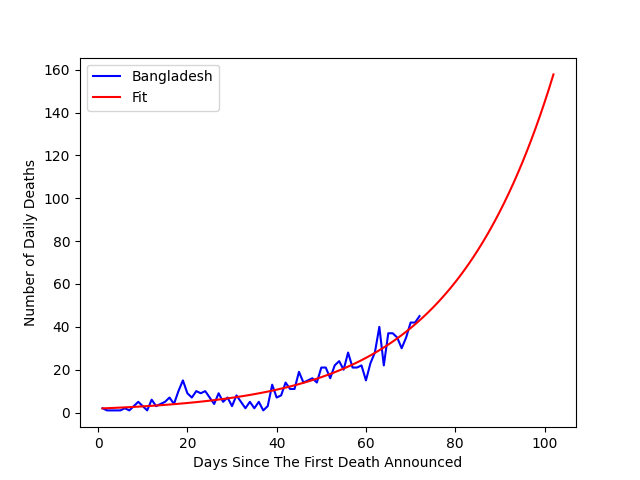 Bangladesh
Fit
160
140
120
100
80
60
40
20
0
Number of Daily Deaths
0 20 40 60 80 100
Days Since The First Death Announced